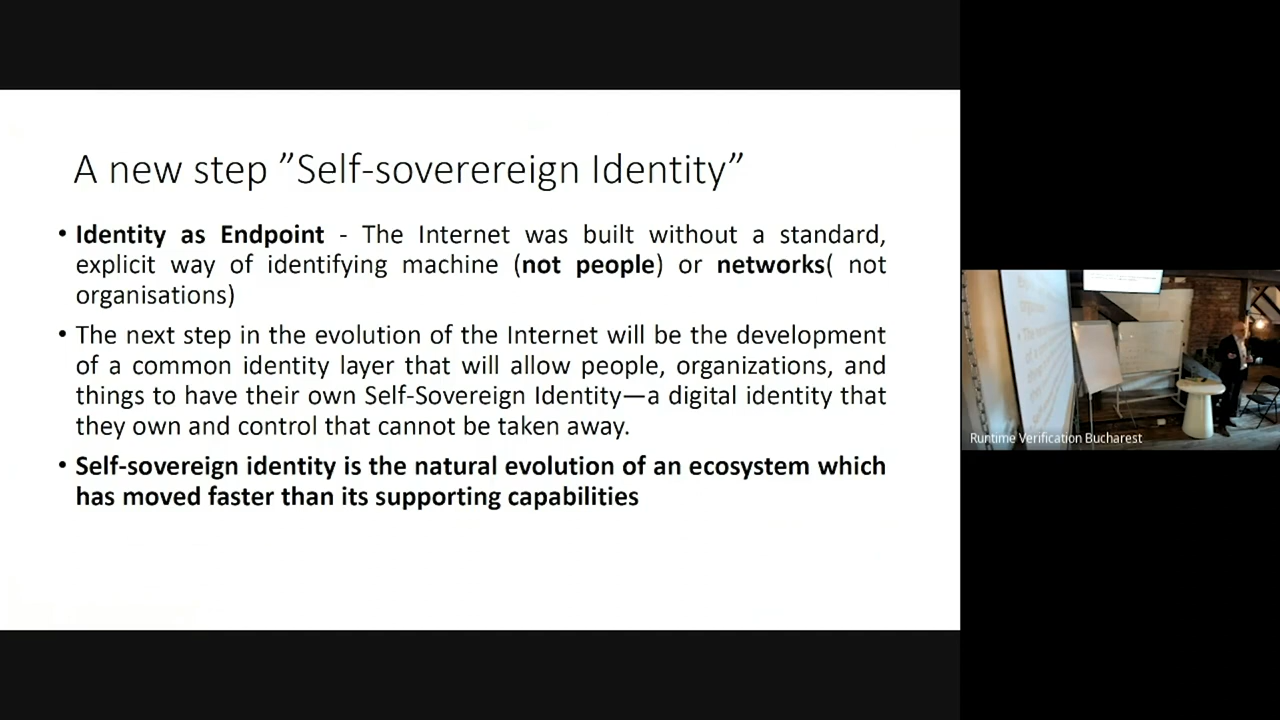 A new step ”Self-soverereign Identity”
• Identity as Endpoint - The Internet was built without a standard,
explicit way of identifying machine (not people) or networks( not
organisations)
• The next step in the evolution of the Internet will be the development
of a common identity layer that will allow people, organizations, and
things to have their own Self-Sovereign Identity—a digital identity that
they own and control that cannot be taken away.
• Self-sovereign identity is the natural evolution of an ecosystem which
has moved faster than its supporting capabilities
Runtime Verification Bucharest